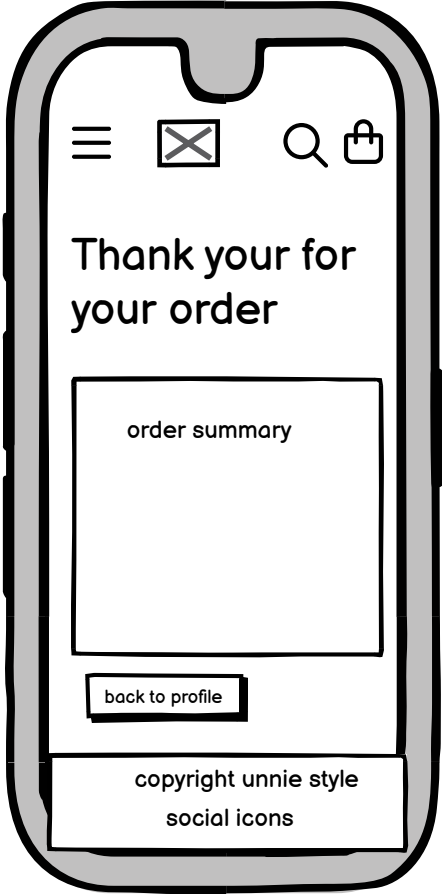 Thank your for
your order
order summary
back to profile
copyright unnie style
social icons